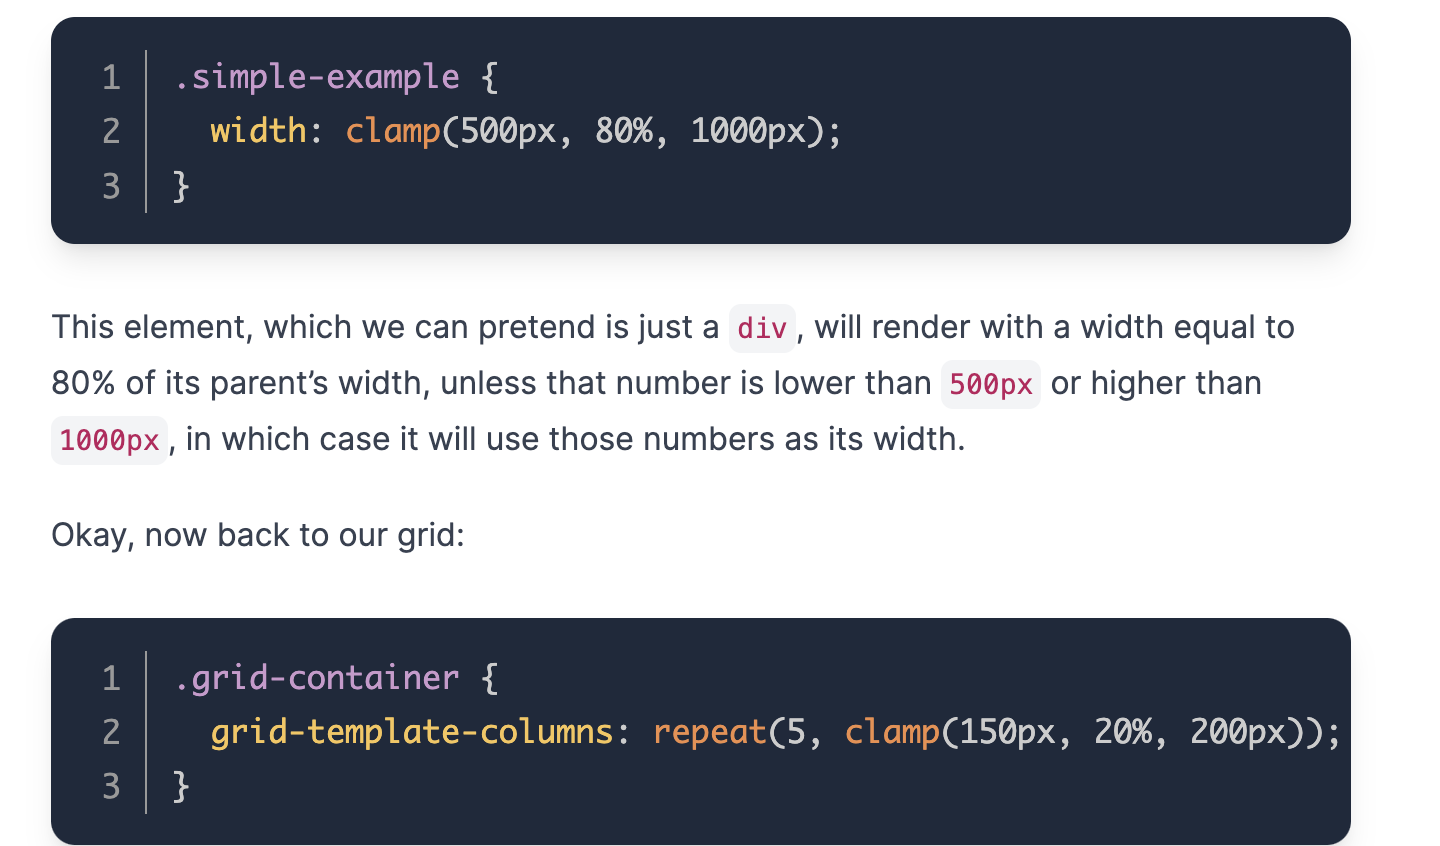 1 .simple-example {
2   width: clamp(500px, 80%, 1000px);
3 }
This element, which we can pretend is just a div, will render with a width equal to
80% of its parent’s width, unless that number is lower than 500px or higher than
1000px, in which case it will use those numbers as its width.
Okay, now back to our grid:
1 .grid-container {
2   grid-template-columns: repeat(5, clamp(150px, 20%, 200px));
3 }